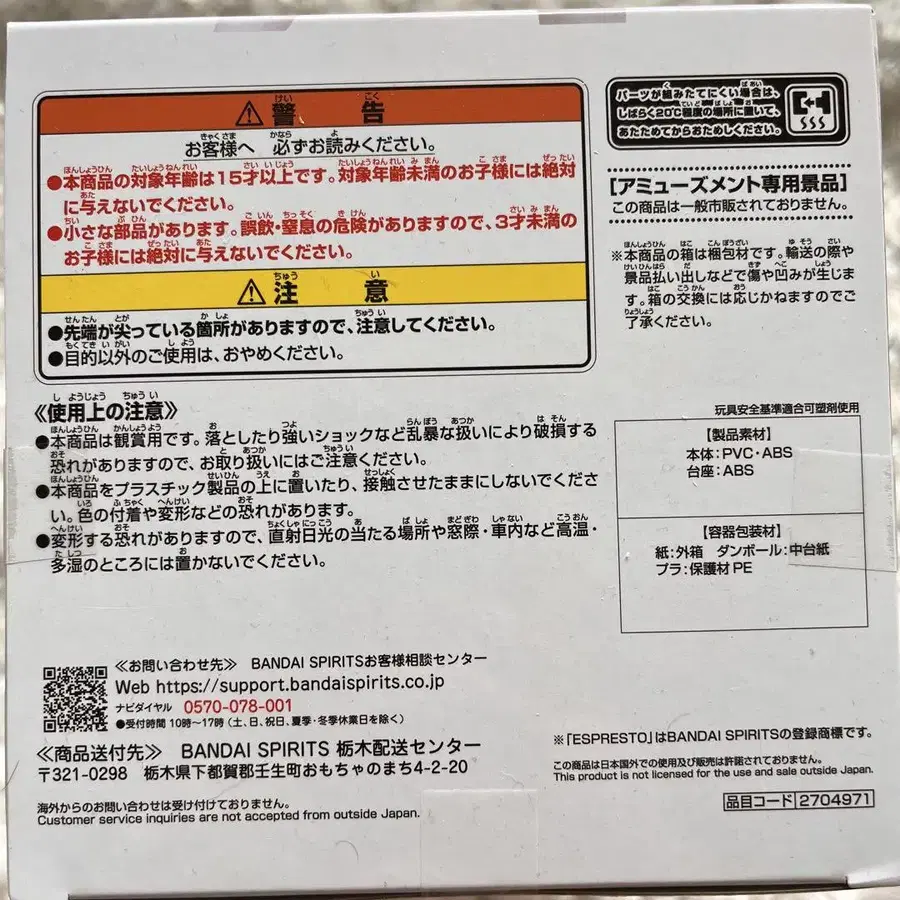 警告
お客様へ 必ずお読みください。
●本商品の対象年齢は15才以上です。対象年齢未満のお子様には絶対
に与えないでください。
●小さな部品があります。誤飲・窒息の危険がありますので、3才未満の
お子様には絶対に与えないでください。
注意
●先端が尖っている箇所がありますので、注意してください。
●目的以外のご使用は、おやめください。
《使用上の注意》
●本商品は観賞用です。落としたり強いショックなど乱暴な扱いにより破損する
恐れがありますので、お取り扱いにはご注意ください。
●本商品をプラスチック製品の上に置いたり、接触させたままにしないでくださ
い。色の付着や変形などの恐れがあります。
●変形する恐れがありますので、直射日光の当たる場所や窓際・車内など高温・
多湿のところには置かないでください。
パーツが組みたてにくい場合は、
しばらく20℃程度の場所に置いて、
あたためてからおためしください。
【アミューズメント専用景品】
この商品は一般市販されておりません。
※本商品の箱は梱包材です。輸送の際や
景品払い出しなどで傷や凹みが生じま
す。箱の交換には応じかねますのでご
了承ください。
玩具安全基準適合可塑剤使用
【製品素材】
本体：PVC・ABS
台座：ABS
【容器包装材】
紙：外箱 ダンボール：中台紙
プラ：保護材 PE
≪お問い合わせ先≫ BANDAI SPIRITSお客様相談センター
Web https://support.bandaispirits.co.jp
ナビダイヤル 0570-078-001
●受付時間 10時～17時（土、日、祝日、夏季・冬季休業日を除く）
≪商品送付先≫ BANDAI SPIRITS 栃木配送センター
〒321-0298 栃木県下都賀郡壬生町おもちゃのまち4-2-20
海外からのお問い合わせは受け付けておりません。
Customer service inquiries are not accepted from outside Japan.
※「ESPRESTO」はBANDAI SPIRITSの登録商標です。
この商品は日本国外での使用及び販売は許諾されておりません。
This product is not licensed for the use and sale outside Japan.
品目コード 2704971